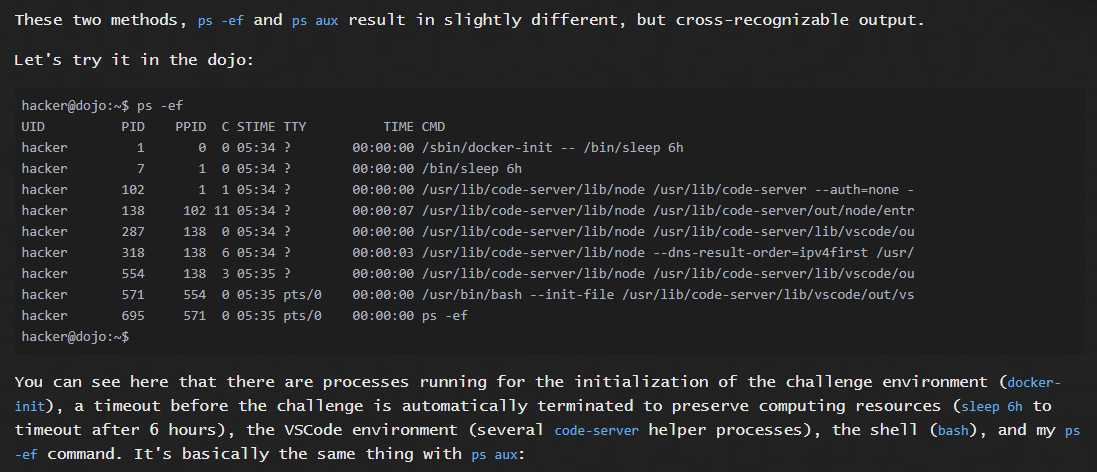 These two methods, ps -ef and ps aux result in slightly different, but cross-recognizable output.
Let's try it in the dojo:
hacker@dojo:~$ ps -ef
UID          PID    PPID  C STIME TTY          TIME CMD
hacker         1       0  0 05:34 ?        00:00:00 /sbin/docker-init -- /bin/sleep 6h
hacker         7       1  0 05:34 ?        00:00:00 /bin/sleep 6h
hacker       102       1  1 05:34 ?        00:00:00 /usr/lib/code-server/lib/node /usr/lib/code-server --auth=none -
hacker       138     102 11 05:34 ?        00:00:07 /usr/lib/code-server/lib/node /usr/lib/code-server/out/node/entr
hacker       287     138  0 05:34 ?        00:00:00 /usr/lib/code-server/lib/node /usr/lib/code-server/lib/vscode/ou
hacker       318     138  6 05:34 ?        00:00:03 /usr/lib/code-server/lib/node --dns-result-order=ipv4first /usr/
hacker       554     138  3 05:35 ?        00:00:00 /usr/lib/code-server/lib/node /usr/lib/code-server/lib/vscode/ou
hacker       571     554  0 05:35 pts/0    00:00:00 /usr/bin/bash --init-file /usr/lib/code-server/lib/vscode/out/vs
hacker       695     571  0 05:35 pts/0    00:00:00 ps -ef
hacker@dojo:~$
You can see here that there are processes running for the initialization of the challenge environment (docker-
init), a timeout before the challenge is automatically terminated to preserve computing resources (sleep 6h to
timeout after 6 hours), the VSCode environment (several code-server helper processes), the shell (bash), and my ps
-ef command. It's basically the same thing with ps aux: